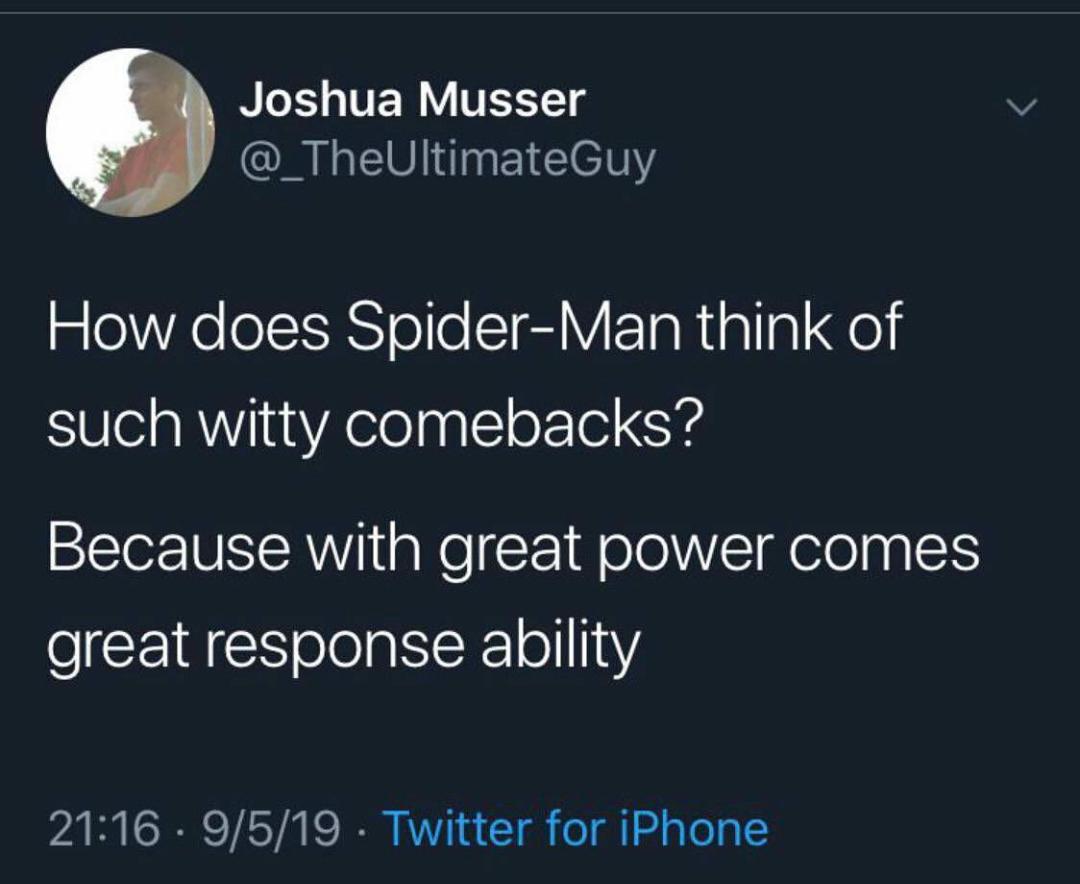 Joshua Musser
@_TheUltimateGuy
How does Spider-Man think of
such witty comebacks?
Because with great power comes
great response ability
21:16 · 9/5/19 · Twitter for iPhone